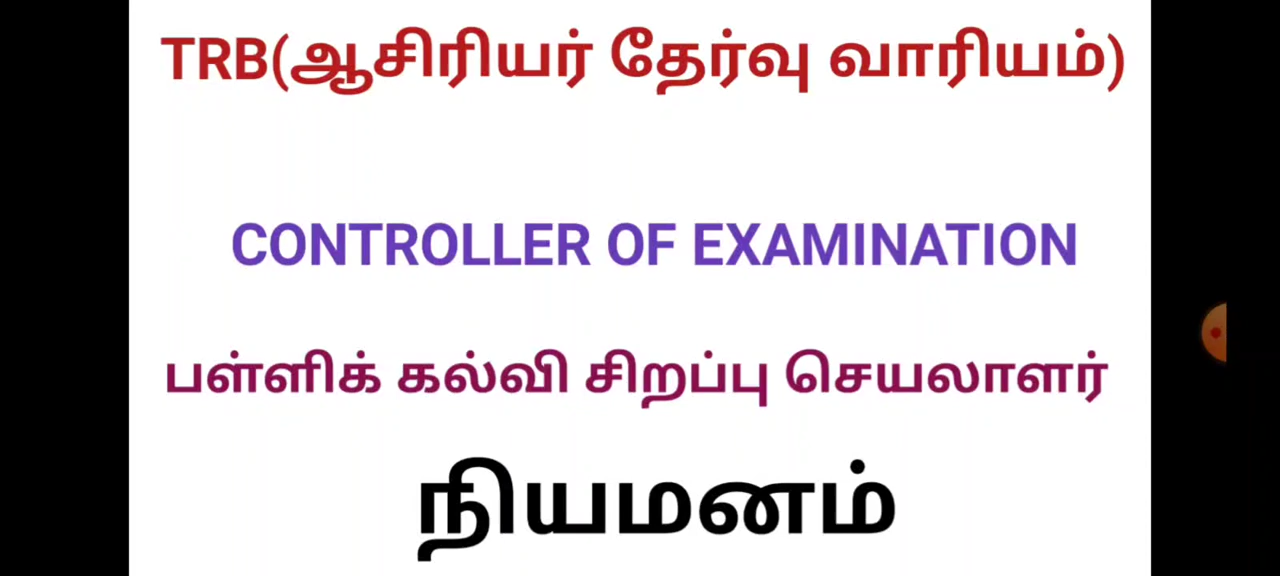 TRB(ஆசிரியர் தேர்வு வாரியம்)
CONTROLLER OF EXAMINATION
பள்ளிக் கல்வி சிறப்பு செயலாளர்
நியமனம்